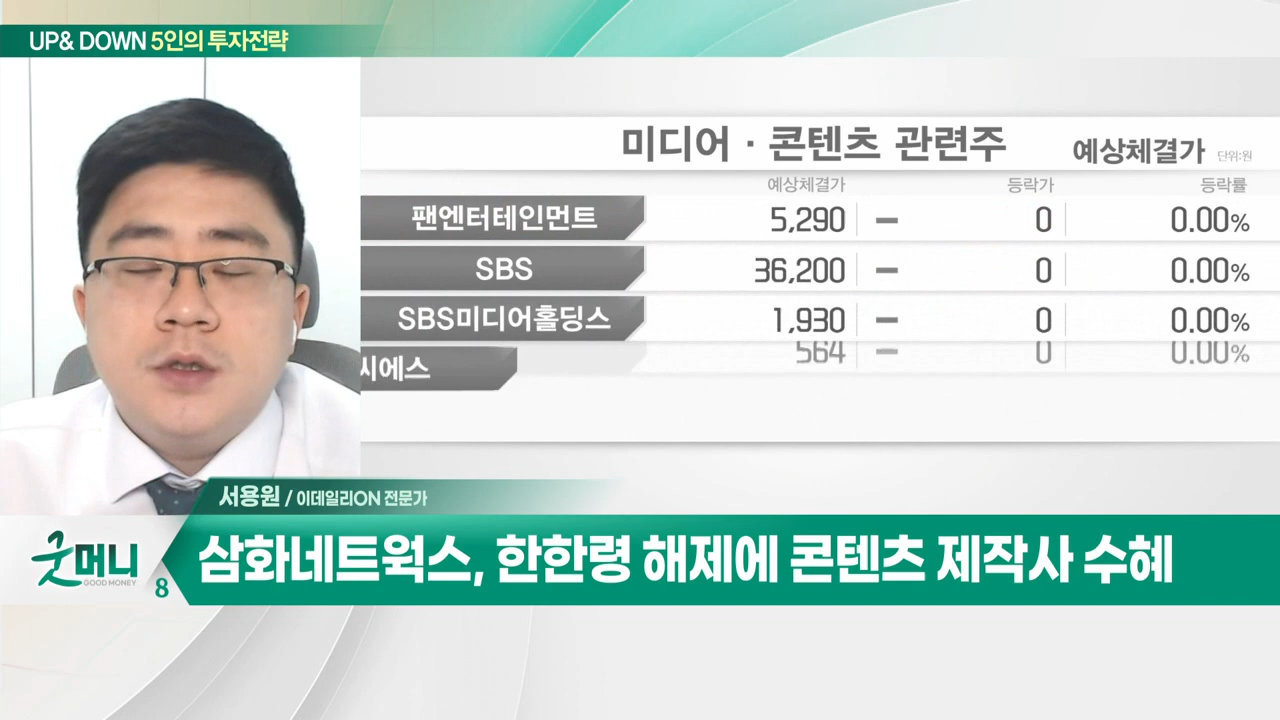 UP& DOWN 5인의 투자전략
미디어 · 콘텐츠 관련주 예상체결가 단위:원
예상체결가 등락가 등락률
팬엔터테인먼트 5,290 – 0 0.00%
SBS 36,200 – 0 0.00%
SBS미디어홀딩스 1,930 – 0 0.00%
시에스 564 – 0 0.00%
서용원 / 이데일리ON 전문가
굿머니
GOOD MONEY
8
삼화네트웍스, 한한령 해제에 콘텐츠 제작사 수혜